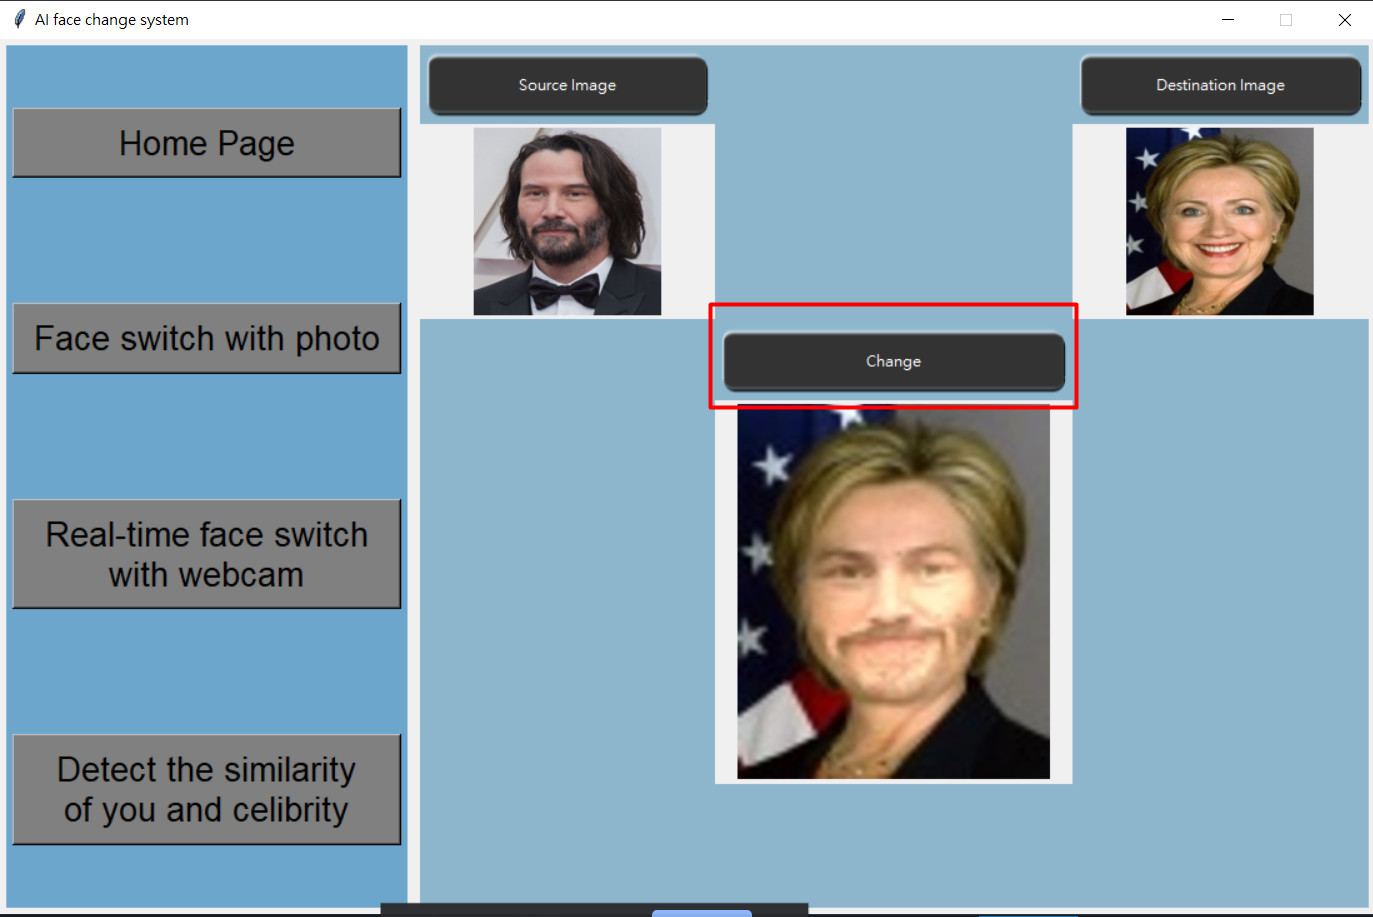 AI face change system
Home Page
Face switch with photo
Real-time face switch
with webcam
Detect the similarity
of you and celibrity
Source Image
Destination Image
Change